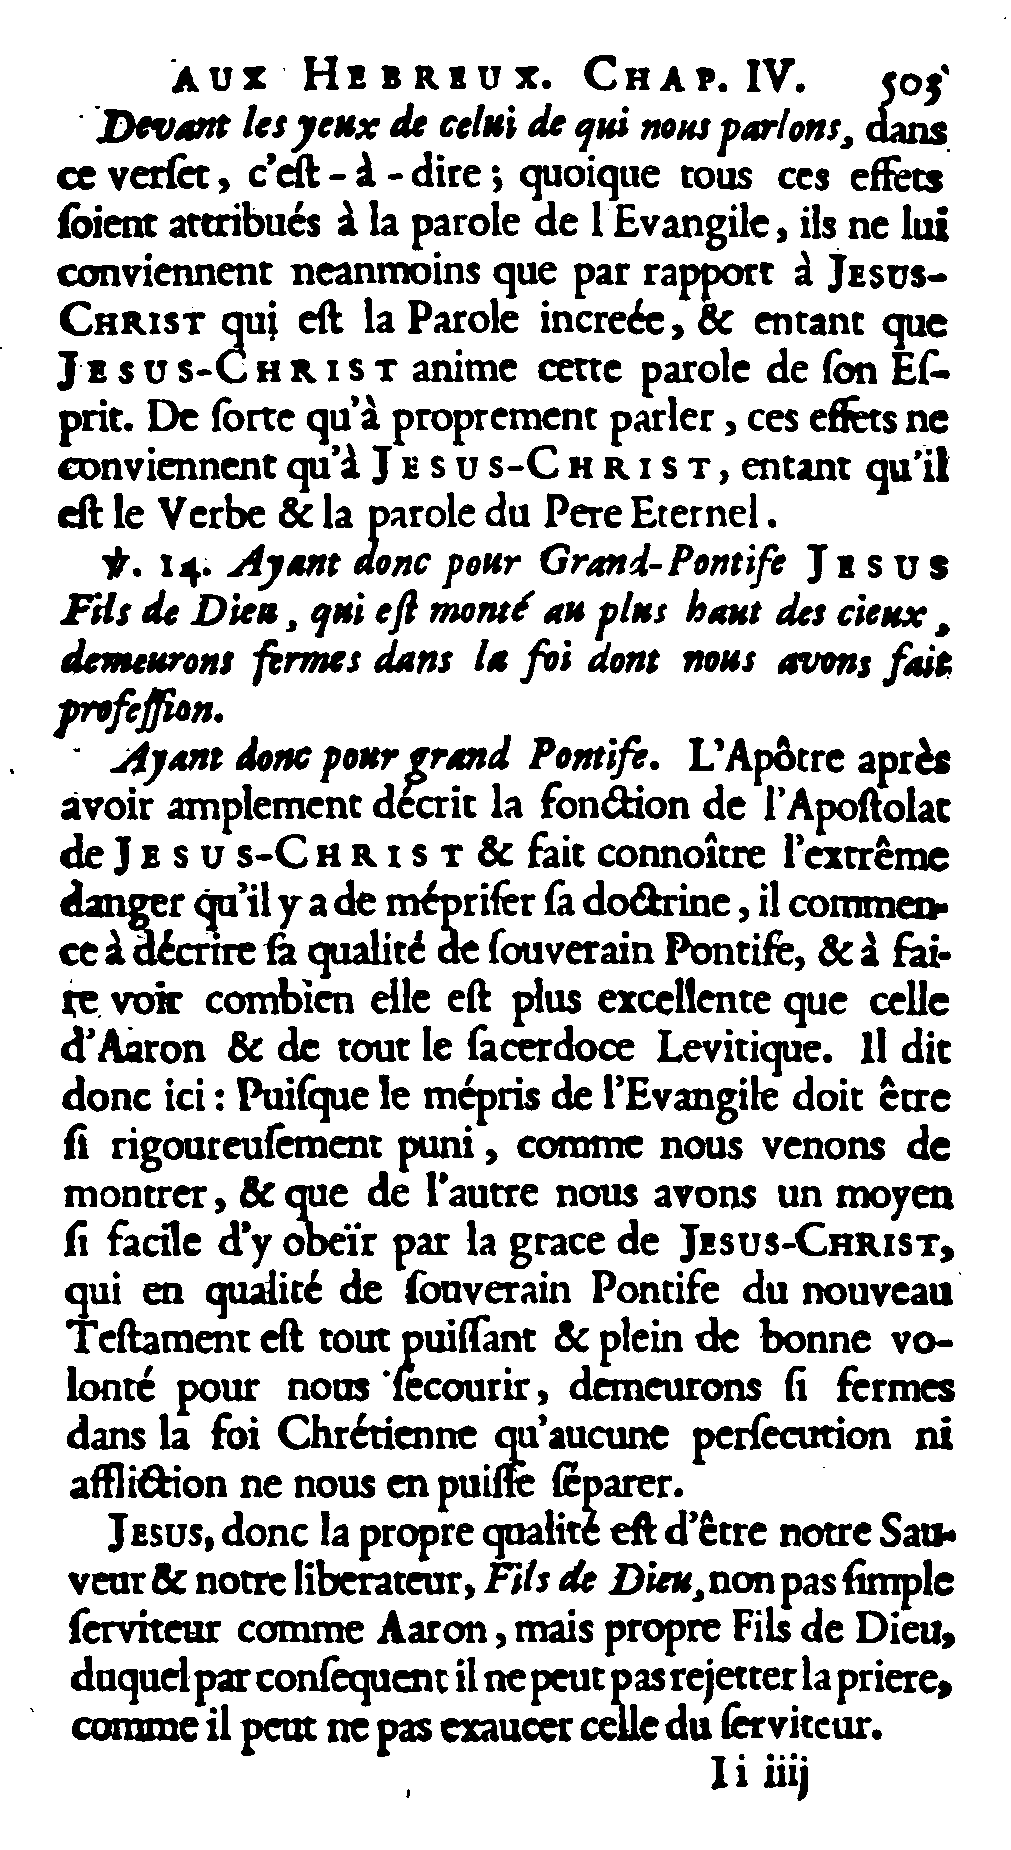 AUX HEBREUX. CHAP. IV. 503
Devant les yeux de celui de qui nous parlons, dans
ce verſet, c'eſt-à-dire; quoique tous ces effets
ſoient attribués à la parole de l Evangile, ils ne lui
conviennent neanmoins que par rapport à JESUS-
CHRIST qui eſt la Parole increée, & entant que
JESUS-CHRIST anime cette parole de ſon Eſ-
prit. De ſorte qu'à proprement parler, ces effets ne
conviennent qu'à JESUS-CHRIST, entant qu'il
eſt le Verbe & la parole du Pere Eternel.
℣. 14. Ayant donc pour Grand-Pontife JESUS
Fils de Dieu, qui eſt monté au plus haut des cieux,
demeurons fermes dans la foi dont nous avons fait
profeſſion.
Ayant donc pour grand Pontife. L'Apôtre après
avoir amplement décrit la fonction de l'Apoſtolat
de JESUS-CHRIST & fait connoître l'extrême
danger qu'il y a de mépriſer ſa doctrine, il commen-
ce à décrire ſa qualité de ſouverain Pontife, & à fai-
re voir combien elle eſt plus excellente que celle
d'Aaron & de tout le ſacerdoce Levitique. Il dit
donc ici: Puiſque le mépris de l'Evangile doit être
ſi rigoureuſement puni, comme nous venons de
montrer, & que de l'autre nous avons un moyen
ſi facile d'y obeïr par la grace de JESUS-CHRIST,
qui en qualité de ſouverain Pontife du nouveau
Teſtament eſt tout puiſſant & plein de bonne vo-
lonté pour nous ſecourir, demeurons ſi fermes
dans la foi Chrétienne qu'aucune perſecution ni
affliction ne nous en puiſſe ſéparer.
JESUS, donc la propre qualité eſt d'être notre Sau-
veur & notre liberateur, Fils de Dieu, non pas ſimple
ſerviteur comme Aaron, mais propre Fils de Dieu,
duquel par conſequent il ne peut pas rejetter la priere,
comme il peut ne pas exaucer celle du ſerviteur.
Ii iiij